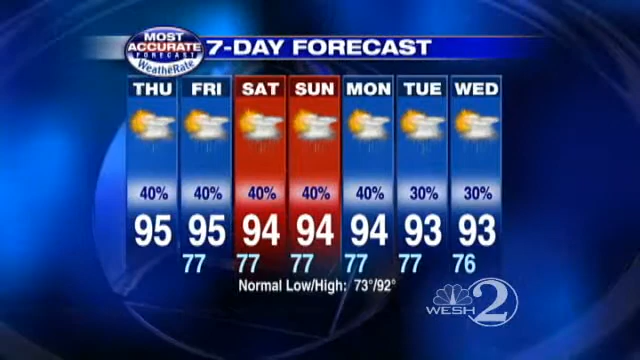 MOST
ACCURATE
FORECAST
WeatheRate
7-DAY FORECAST
THU FRI SAT SUN MON TUE WED
40% 40% 40% 40% 40% 30% 30%
95 95 94 94 94 93 93
77 77 77 77 77 76
Normal Low/High: 73°/92°
WESH 2